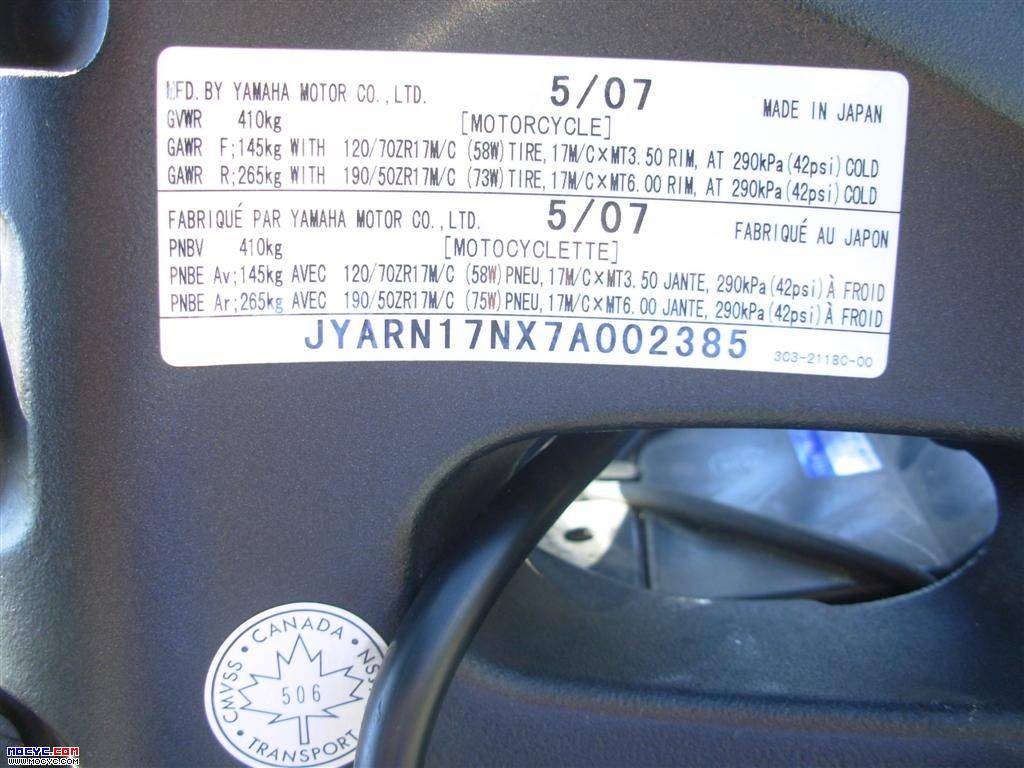 MFD. BY YAMAHA MOTOR CO., LTD. 5/07 MADE IN JAPAN
GVWR 410kg [MOTORCYCLE]
GAWR F;145kg WITH 120/70ZR17M/C (58W) TIRE, 17M/C×MT3.50 RIM, AT 290kPa(42psi) COLD
GAWR R;265kg WITH 190/50ZR17M/C (73W) TIRE, 17M/C×MT6.00 RIM, AT 290kPa(42psi) COLD
FABRIQUÉ PAR YAMAHA MOTOR CO., LTD. 5/07 FABRIQUÉ AU JAPON
PNBV 410kg [MOTOCYCLETTE]
PNBE Av;145kg AVEC 120/70ZR17M/C (58W) PNEU, 17M/C×MT3.50 JANTE, 290kPa(42psi) À FROID
PNBE Ar;265kg AVEC 190/50ZR17M/C (75W) PNEU, 17M/C×MT6.00 JANTE, 290kPa(42psi) À FROID
JYARN17NX7A002385 3C3-2118C-00
CANADA
CMVSS
506
TRANSPORT
MOEYE.COM
WWW.MOEYE.COM